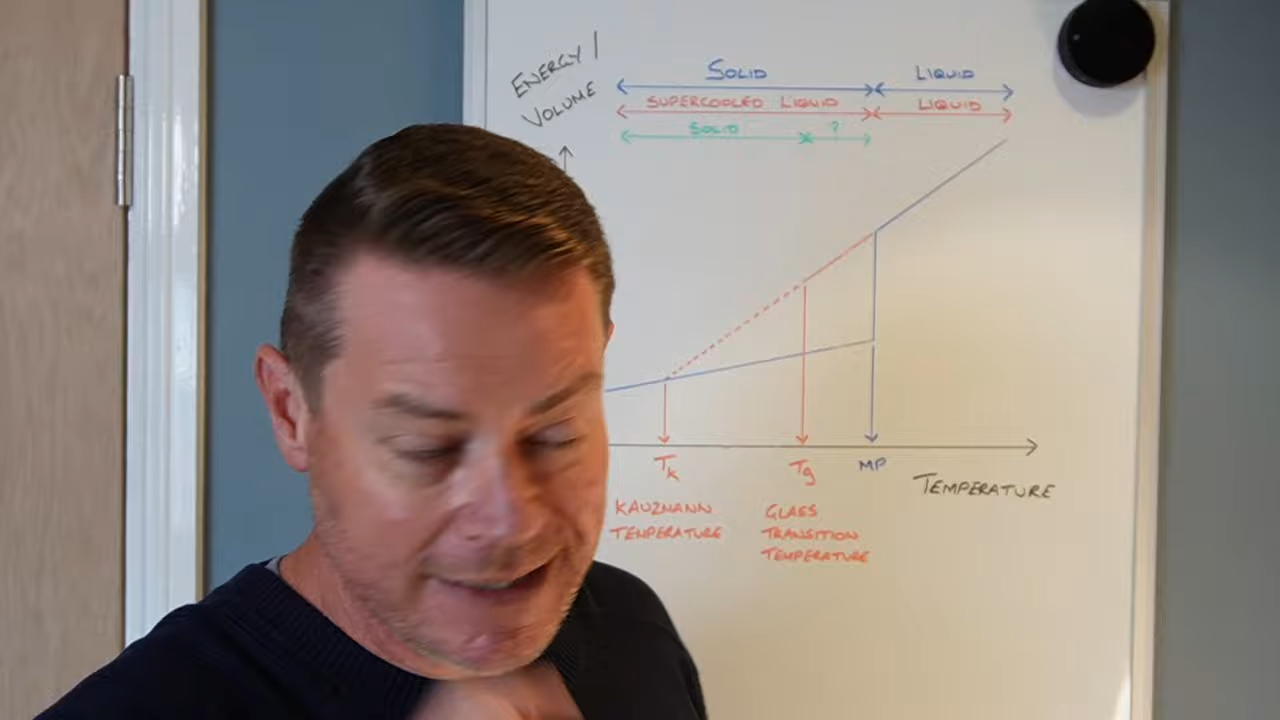 ENERGY /
VOLUME
SOLID
LIQUID
SUPERCOOLED LIQUID
LIQUID
SOLID
?
Tk
Tg
MP
TEMPERATURE
KAUZMANN
TEMPERATURE
GLASS
TRANSITION
TEMPERATURE